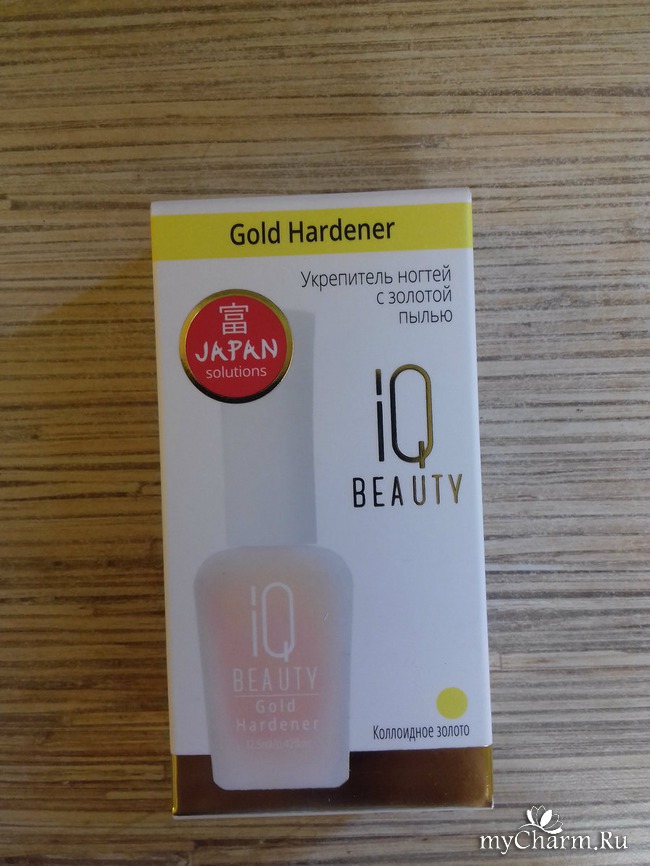 Gold Hardener
Укрепитель ногтей
с золотой
пылью
富
JAPAN
solutions
iQ
BEAUTY
iQ
BEAUTY
Gold
Hardener
Коллоидное золото
myCharm.Ru